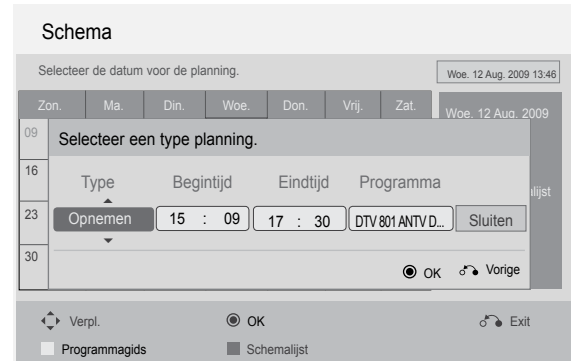 Schema
Selecteer de datum voor de planning.
Woe. 12 Aug. 2009 13:46
Zon. Ma. Din. Woe. Don. Vrij. Zat.
Woe. 12 Aug. 2009
09
Selecteer een type planning.
16
Type Begintijd Eindtijd Programma
ijst
23
Opnemen 15 : 09 17 : 30 DTV 801 ANTV D... Sluiten
30
OK Vorige
Verpl. OK Exit
Programmagids Schemalijst